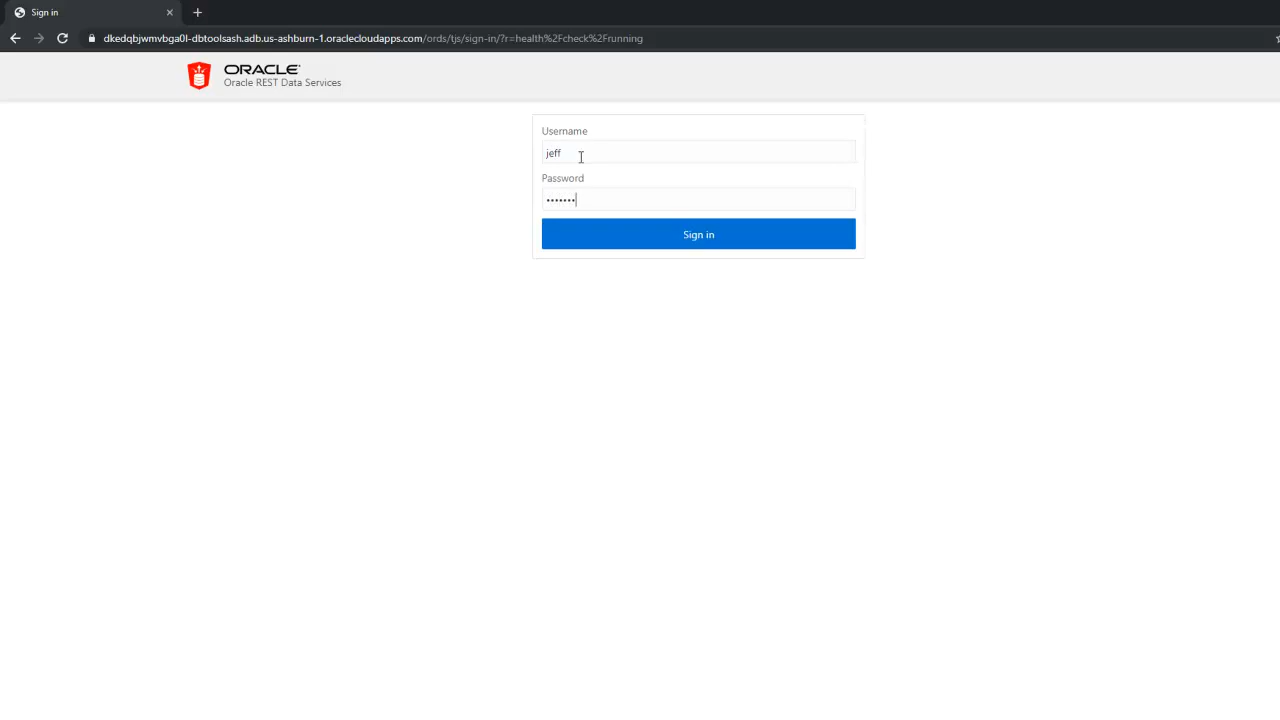 Sign in
dkedqbjwmvbga0l-dbtoolsash.adb.us-ashburn-1.oraclecloudapps.com/ords/tjs/sign-in/?r=health%2Fcheck%2Frunning
ORACLE
Oracle REST Data Services
Username
jeff
Password
•••••••
Sign in